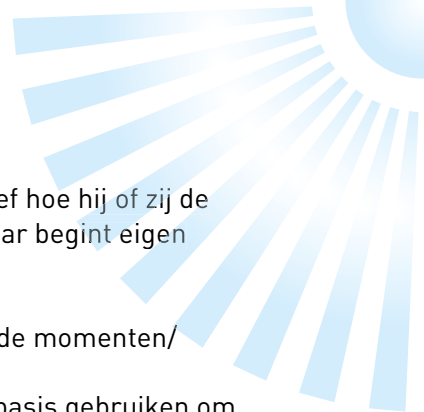 ef hoe hij of zij de
ar begint eigen
de momenten/
basis gebruiken om